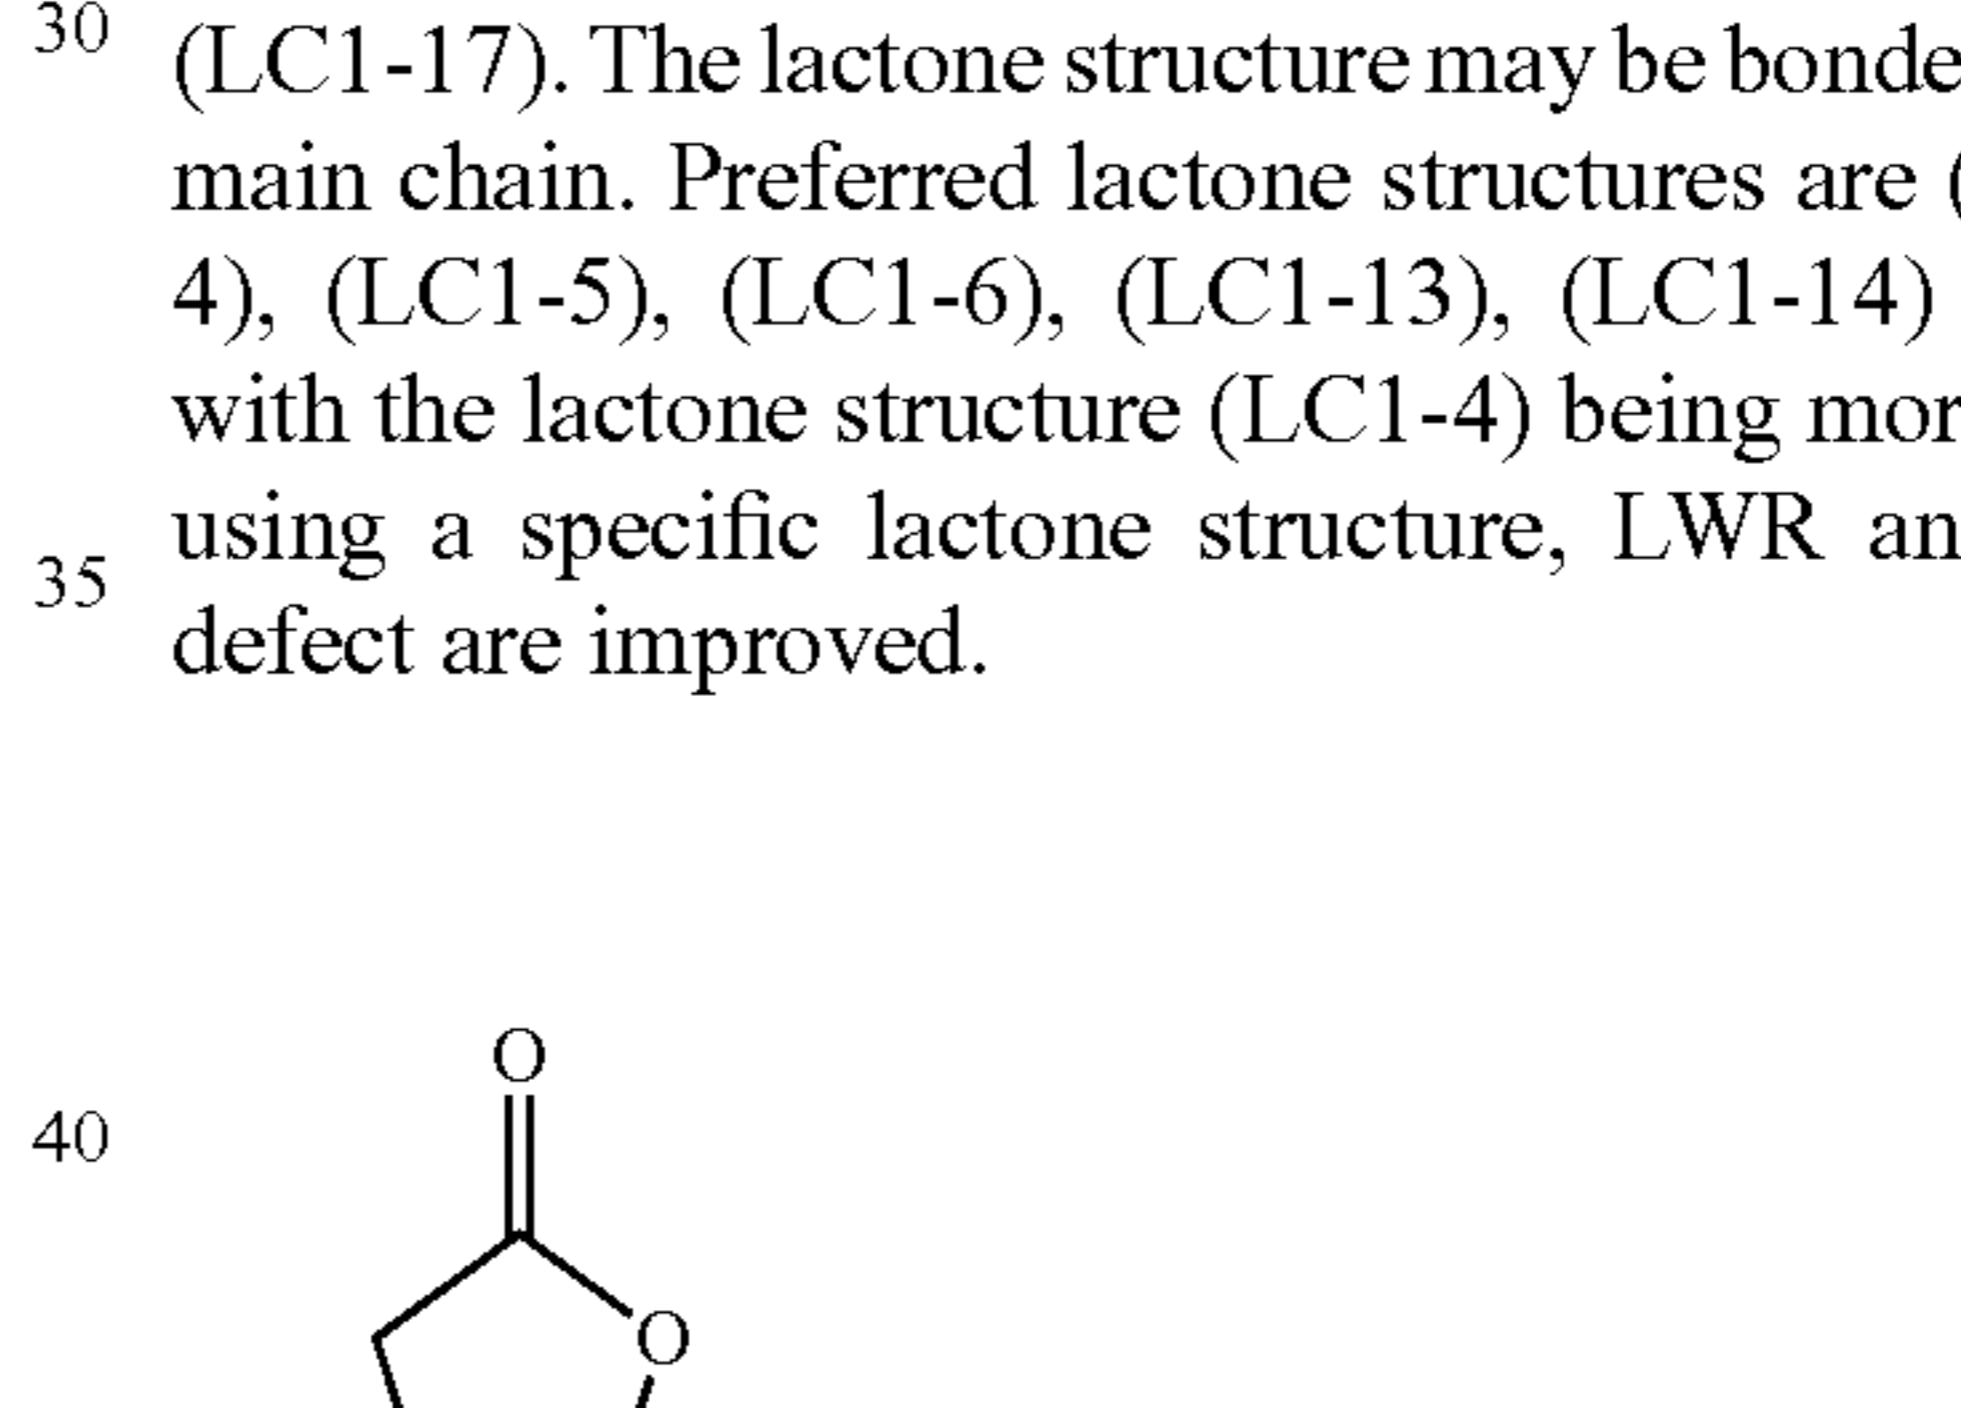 30
(LC1-17). The lactone structure may be bonde
main chain. Preferred lactone structures are (
4), (LC1-5), (LC1-6), (LC1-13), (LC1-14)
with the lactone structure (LC1-4) being mor
using a specific lactone structure, LWR an
35
defect are improved.
O
40
O